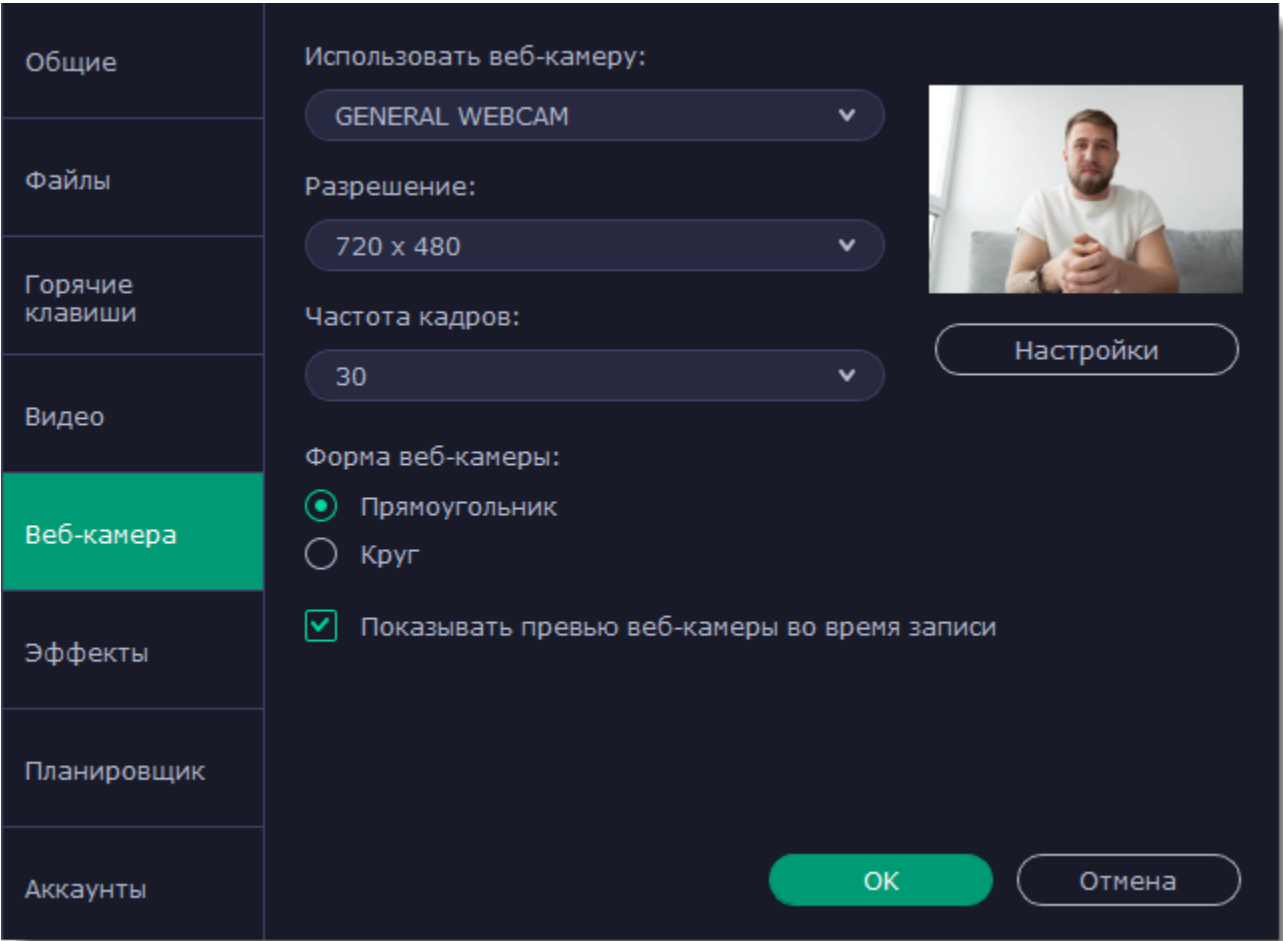 Общие
Файлы
Горячие
клавиши
Видео
Веб-камера
Эффекты
Планировщик
Аккаунты
Использовать веб-камеру:
GENERAL WEBCAM
Разрешение:
720 x 480
Частота кадров:
30
Настройки
Форма веб-камеры:
Прямоугольник
Круг
Показывать превью веб-камеры во время записи
OK
Отмена